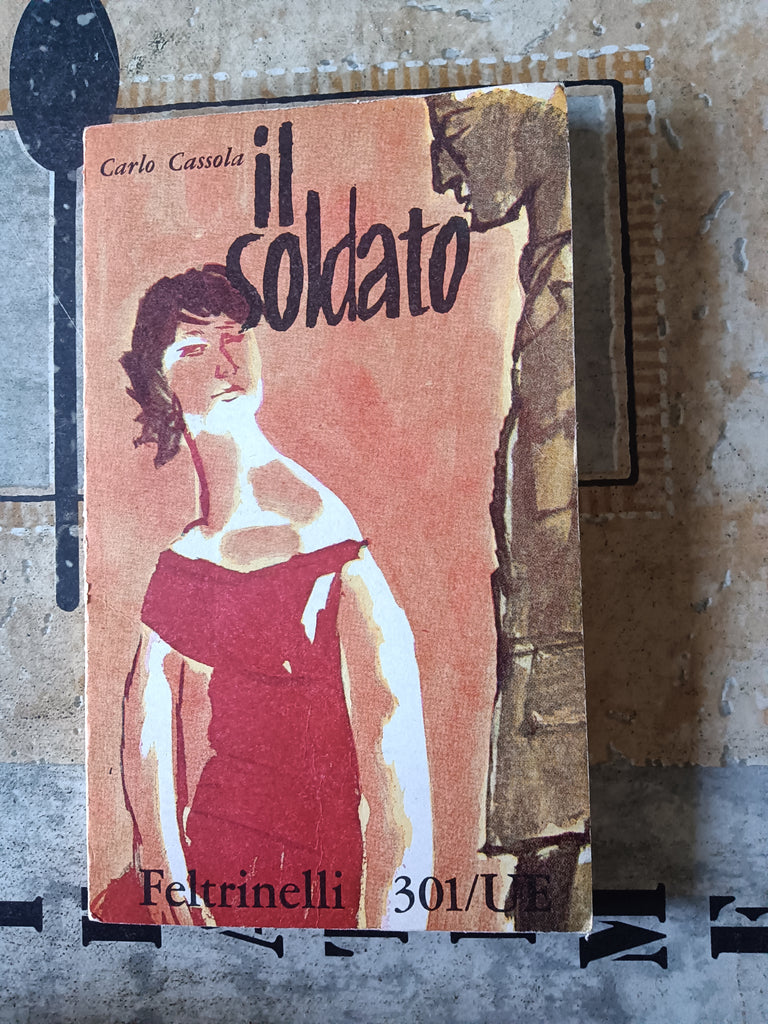 Carlo Cassola
il
soldato
Feltrinelli 301/UE